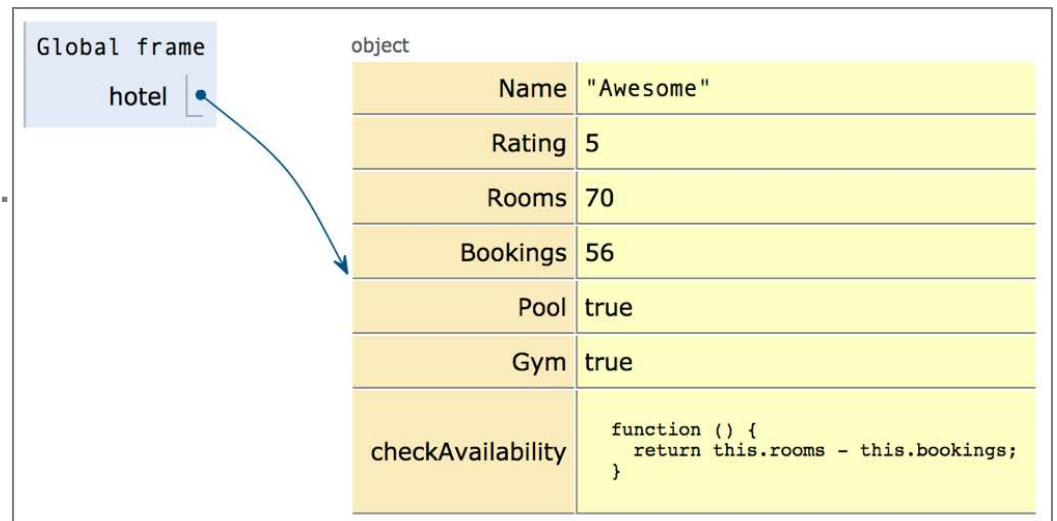 Global frame
hotel
object
Name "Awesome"
Rating 5
Rooms 70
Bookings 56
Pool true
Gym true
checkAvailability
function () {
return this.rooms - this.bookings;
}